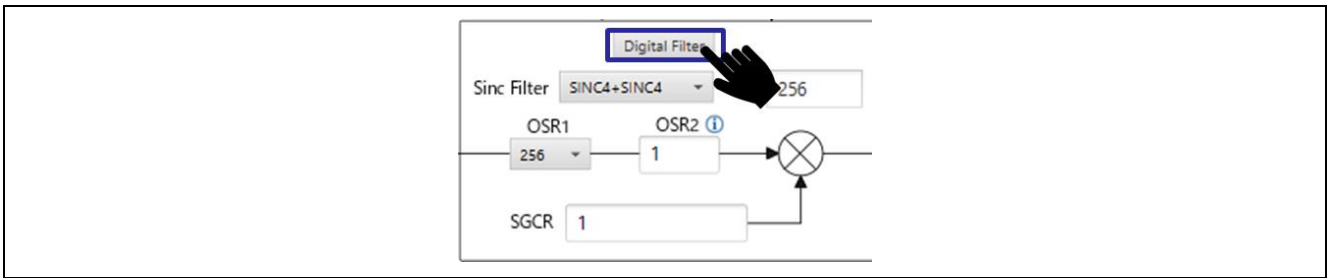 Digital Filter
Sinc Filter SINC4+SINC4 256
OSR1 OSR2
256 1
SGCR 1